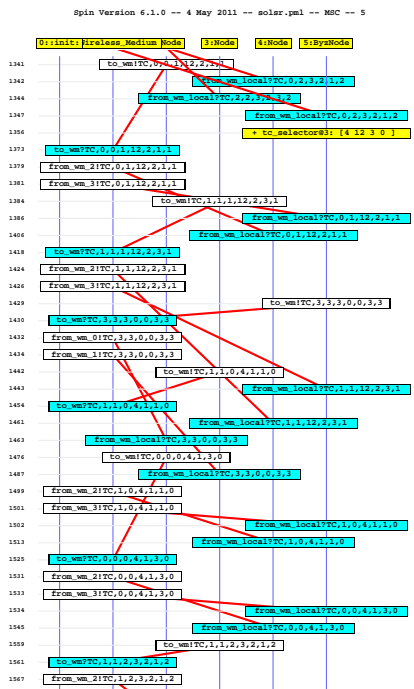 Spin Version 6.1.0 -- 4 May 2011 -- solsr.pml -- MSC -- 5
0::init: ireless_Medium Node 3:Node 4:Node 5:ByzNode
1341 to_wm!TC,0,0,1,12,2,1,1
1342 from_wm_local?TC,0,2,3,2,1,2
1344 from_wm_local?TC,2,2,3,2,3,2
1347 from_wm_local?TC,0,2,3,2,1,2
1356 + tc_selector@3: [4 12 3 0 ]
1373 to_wm?TC,0,0,1,12,2,1,1
1379 from_wm_2!TC,0,1,12,2,1,1
1381 from_wm_3!TC,0,1,12,2,1,1
1384 to_wm!TC,1,1,1,12,2,3,1
1386 from_wm_local?TC,0,1,12,2,1,1
1406 from_wm_local?TC,0,1,12,2,1,1
1418 to_wm?TC,1,1,1,12,2,3,1
1424 from_wm_2!TC,1,1,12,2,3,1
1426 from_wm_3!TC,1,1,12,2,3,1
1429 to_wm!TC,3,3,3,0,0,3,3
1430 to_wm?TC,3,3,3,0,0,3,3
1432 from_wm_0!TC,3,3,0,0,3,3
1434 from_wm_1!TC,3,3,0,0,3,3
1442 to_wm!TC,1,1,0,4,1,1,0
1443 from_wm_local?TC,1,1,12,2,3,1
1454 to_wm?TC,1,1,0,4,1,1,0
1461 from_wm_local?TC,1,1,12,2,3,1
1463 from_wm_local?TC,3,3,0,0,3,3
1476 to_wm!TC,0,0,0,4,1,3,0
1487 from_wm_local?TC,3,3,0,0,3,3
1499 from_wm_2!TC,1,0,4,1,1,0
1501 from_wm_3!TC,1,0,4,1,1,0
1502 from_wm_local?TC,1,0,4,1,1,0
1513 from_wm_local?TC,1,0,4,1,1,0
1525 to_wm?TC,0,0,0,4,1,3,0
1531 from_wm_2!TC,0,0,4,1,3,0
1533 from_wm_3!TC,0,0,4,1,3,0
1534 from_wm_local?TC,0,0,4,1,3,0
1545 from_wm_local?TC,0,0,4,1,3,0
1559 to_wm!TC,1,1,2,3,2,1,2
1561 to_wm?TC,1,1,2,3,2,1,2
1567 from_wm_2!TC,1,2,3,2,1,2